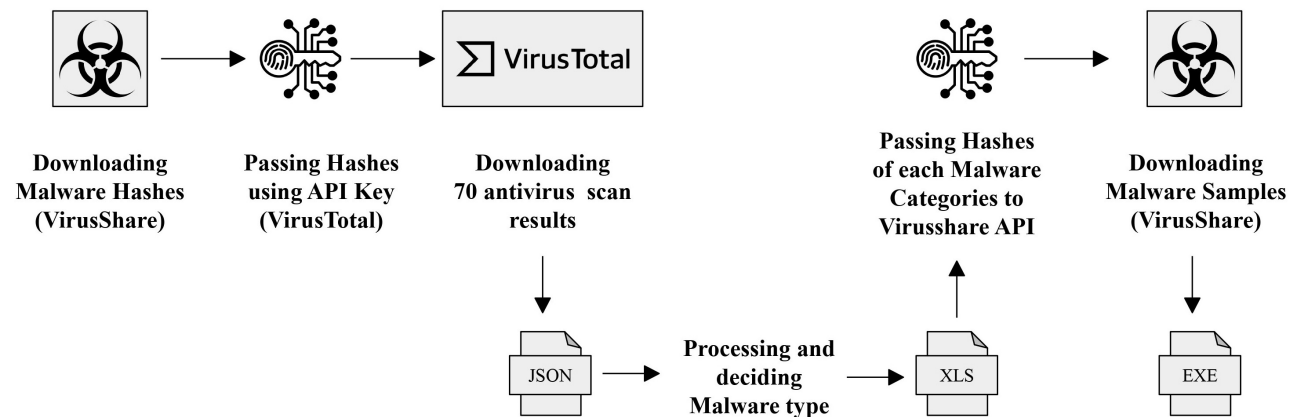 VirusTotal
Downloading
Malware Hashes
(VirusShare)
Passing Hashes
using API Key
(VirusTotal)
Downloading
70 antivirus scan
results
Passing Hashes
of each Malware
Categories to
Virusshare API
Downloading
Malware Samples
(VirusShare)
JSON
Processing and
deciding
Malware type
XLS
EXE